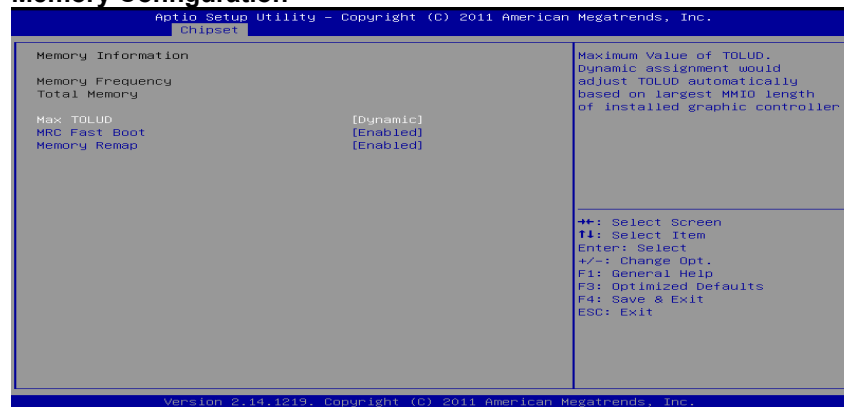 Memory Configuration
Aptio Setup Utility – Copyright (C) 2011 American Megatrends, Inc.
Chipset
Memory Information
Memory Frequency
Total Memory
Max TOLUD [Dynamic]
MRC Fast Boot [Enabled]
Memory Remap [Enabled]
Maximum Value of TOLUD.
Dynamic assignment would
adjust TOLUD automatically
based on largest MMIO length
of installed graphic controller
→←: Select Screen
↑↓: Select Item
Enter: Select
+/-: Change Opt.
F1: General Help
F3: Optimized Defaults
F4: Save & Exit
ESC: Exit
Version 2.14.1219. Copyright (C) 2011 American Megatrends, Inc.